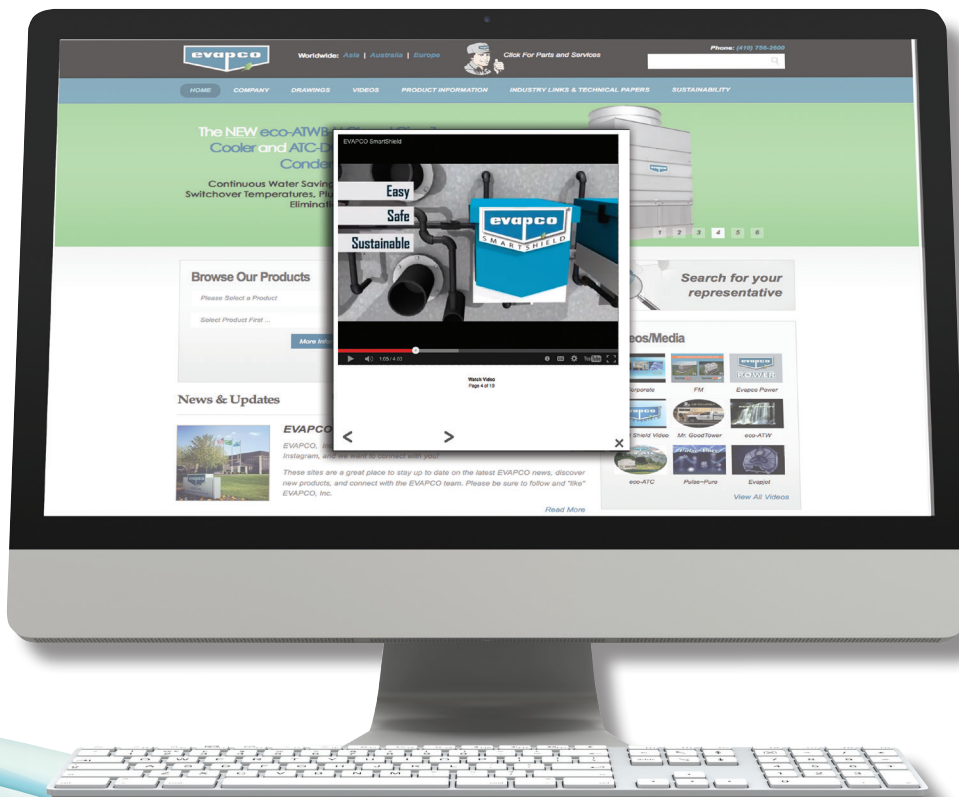 evapco
Worldwide: Asia | Australia | Europe
Click For Parts and Services
Phone: (410) 756-2600
HOME COMPANY DRAWINGS VIDEOS PRODUCT INFORMATION INDUSTRY LINKS & TECHNICAL PAPERS SUSTAINABILITY
The NEW eco-ATWB-
Cooler and ATC-D
Conde
Continuous Water Saving
Switchover Temperatures, Plu
Eliminati
1 2 3 4 5 6
EVAPCO SmartShield
Easy
Safe
Sustainable
evapco
SMARTSHIELD
1:05 / 4:03
YouTube
Watch Video
Page 4 of 19
Browse Our Products
Please Select a Product
Select Product First ...
More Info
Search for your
representative
eos/Media
evapco
POWER
orporate FM Evapco Power
Shield Video Mr. GoodTower eco-ATW
eco-ATC Pulse~Pure Evapjet
View All Videos
News & Updates
EVAPCO
EVAPCO, In
Instagram, and we want to connect with you!
These sites are a great place to stay up to date on the latest EVAPCO news, discover
new products, and connect with the EVAPCO team. Please be sure to follow and "like"
EVAPCO, Inc.
Read More